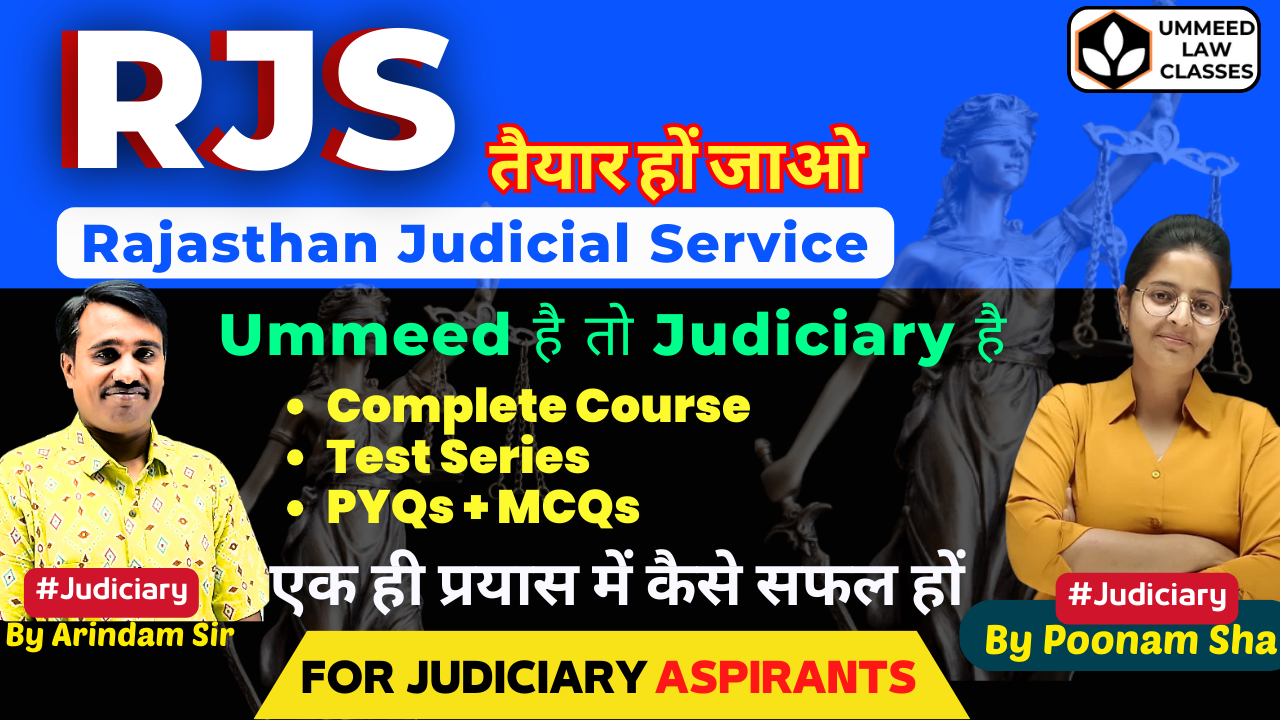 RJS
UMMEED
LAW
CLASSES
तैयार हों जाओ
Rajasthan Judicial Service
Ummeed है तो Judiciary है
• Complete Course
• Test Series
• PYQs + MCQs
एक ही प्रयास में कैसे सफल हों
#Judiciary
By Arindam Sir
#Judiciary
By Poonam Sha
FOR JUDICIARY ASPIRANTS